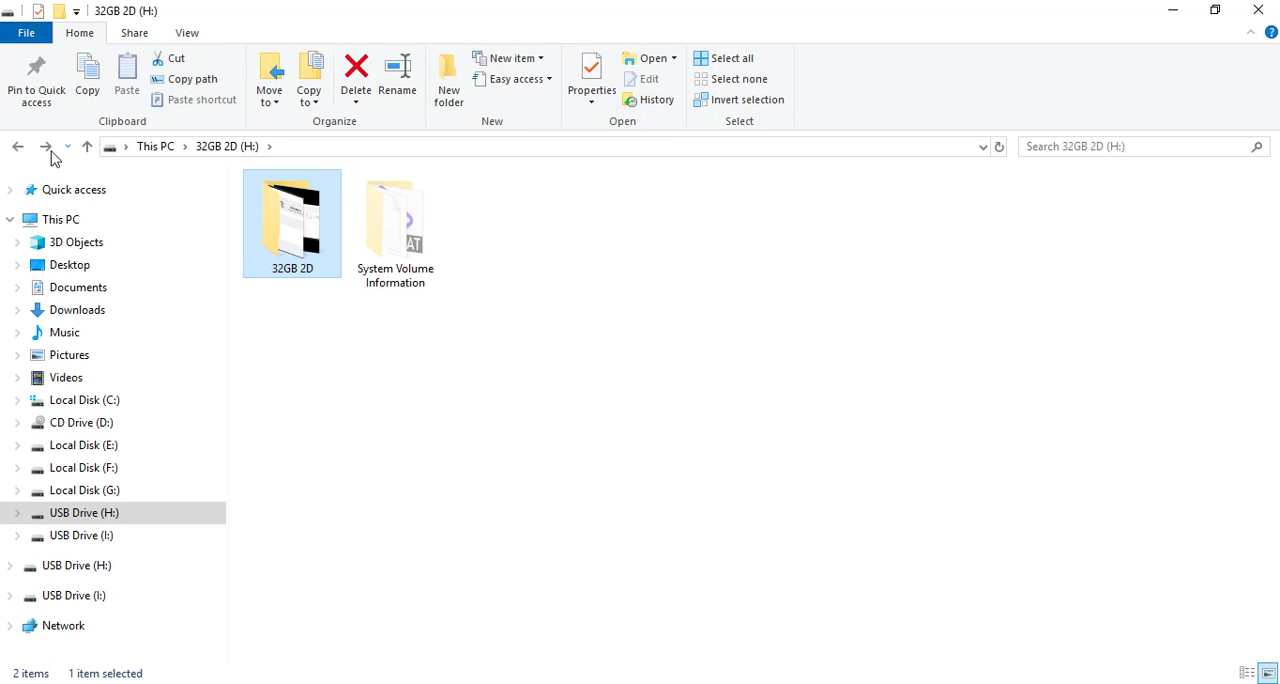 32GB 2D (H:)
File Home Share View
Pin to Quick access
Copy
Paste
Cut
Copy path
Paste shortcut
Clipboard
Move to
Copy to
Delete
Rename
Organize
New folder
New item
Easy access
New
Properties
Open
Edit
History
Open
Select all
Select none
Invert selection
Select
This PC 32GB 2D (H:)
Search 32GB 2D (H:)
Quick access
This PC
3D Objects
Desktop
Documents
Downloads
Music
Pictures
Videos
Local Disk (C:)
CD Drive (D:)
Local Disk (E:)
Local Disk (F:)
Local Disk (G:)
USB Drive (H:)
USB Drive (I:)
USB Drive (H:)
USB Drive (I:)
Network
32GB 2D
AT
System Volume
Information
2 items 1 item selected